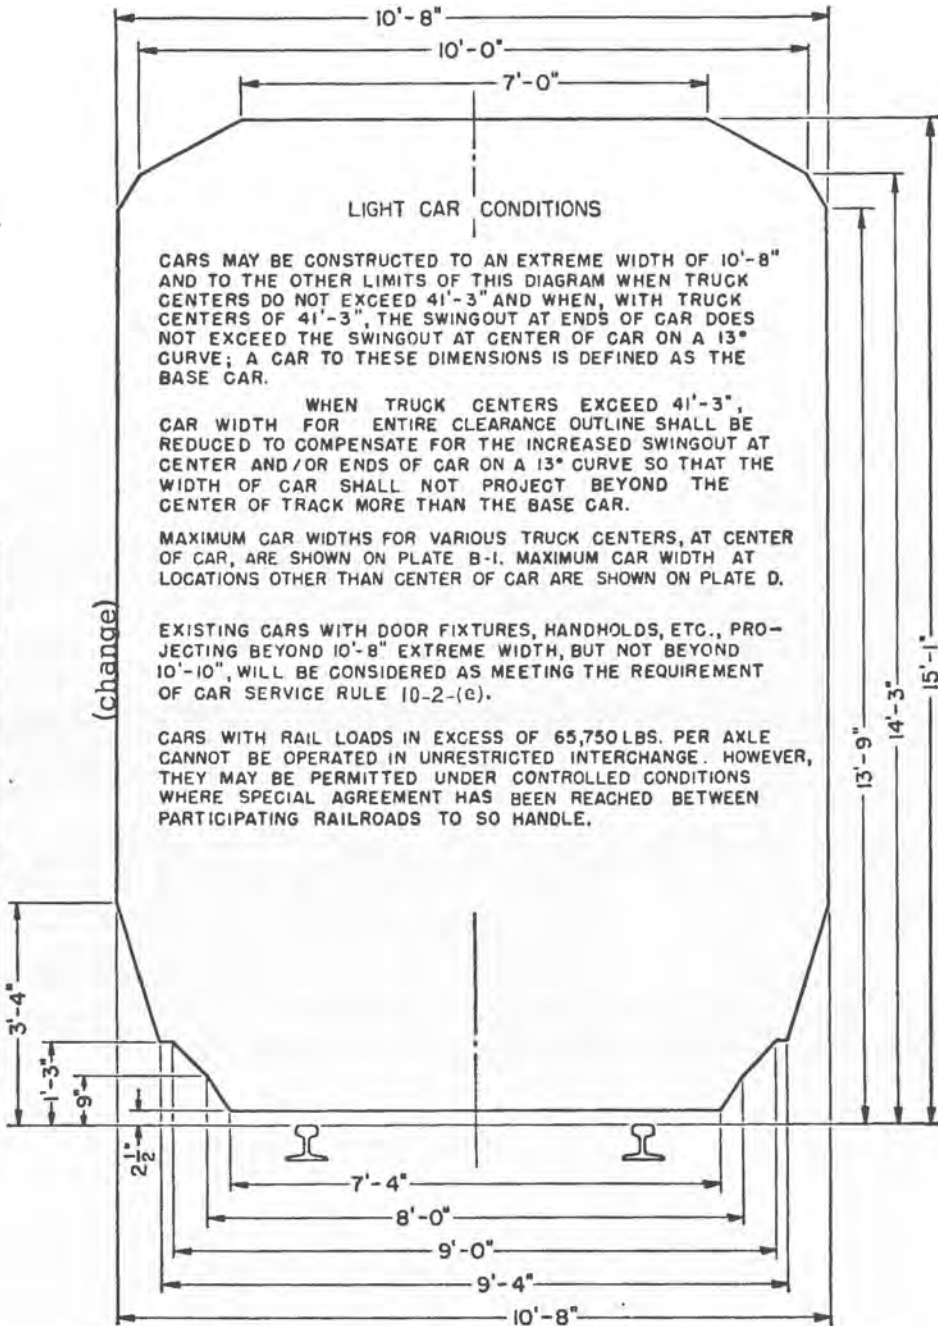 10'-8"
10'-0"
7'-0"
LIGHT CAR CONDITIONS
CARS MAY BE CONSTRUCTED TO AN EXTREME WIDTH OF 10'-8"
AND TO THE OTHER LIMITS OF THIS DIAGRAM WHEN TRUCK
CENTERS DO NOT EXCEED 41'-3" AND WHEN, WITH TRUCK
CENTERS OF 41'-3", THE SWINGOUT AT ENDS OF CAR DOES
NOT EXCEED THE SWINGOUT AT CENTER OF CAR ON A 13°
CURVE; A CAR TO THESE DIMENSIONS IS DEFINED AS THE
BASE CAR.
WHEN TRUCK CENTERS EXCEED 41'-3",
CAR WIDTH FOR ENTIRE CLEARANCE OUTLINE SHALL BE
REDUCED TO COMPENSATE FOR THE INCREASED SWINGOUT AT
CENTER AND/OR ENDS OF CAR ON A 13° CURVE SO THAT THE
WIDTH OF CAR SHALL NOT PROJECT BEYOND THE
CENTER OF TRACK MORE THAN THE BASE CAR.
MAXIMUM CAR WIDTHS FOR VARIOUS TRUCK CENTERS, AT CENTER
OF CAR, ARE SHOWN ON PLATE B-1. MAXIMUM CAR WIDTH AT
LOCATIONS OTHER THAN CENTER OF CAR ARE SHOWN ON PLATE D.
(change)
EXISTING CARS WITH DOOR FIXTURES, HANDHOLDS, ETC., PRO-
JECTING BEYOND 10'-8" EXTREME WIDTH, BUT NOT BEYOND
10'-10", WILL BE CONSIDERED AS MEETING THE REQUIREMENT
OF CAR SERVICE RULE 10-2-(e).
CARS WITH RAIL LOADS IN EXCESS OF 65,750 LBS. PER AXLE
CANNOT BE OPERATED IN UNRESTRICTED INTERCHANGE. HOWEVER,
THEY MAY BE PERMITTED UNDER CONTROLLED CONDITIONS
WHERE SPECIAL AGREEMENT HAS BEEN REACHED BETWEEN
PARTICIPATING RAILROADS TO SO HANDLE.
13'-9"
14'-3"
15'-1"
3'-4"
1'-3"
9"
2½"
7'-4"
8'-0"
9'-0"
9'-4"
10'-8"